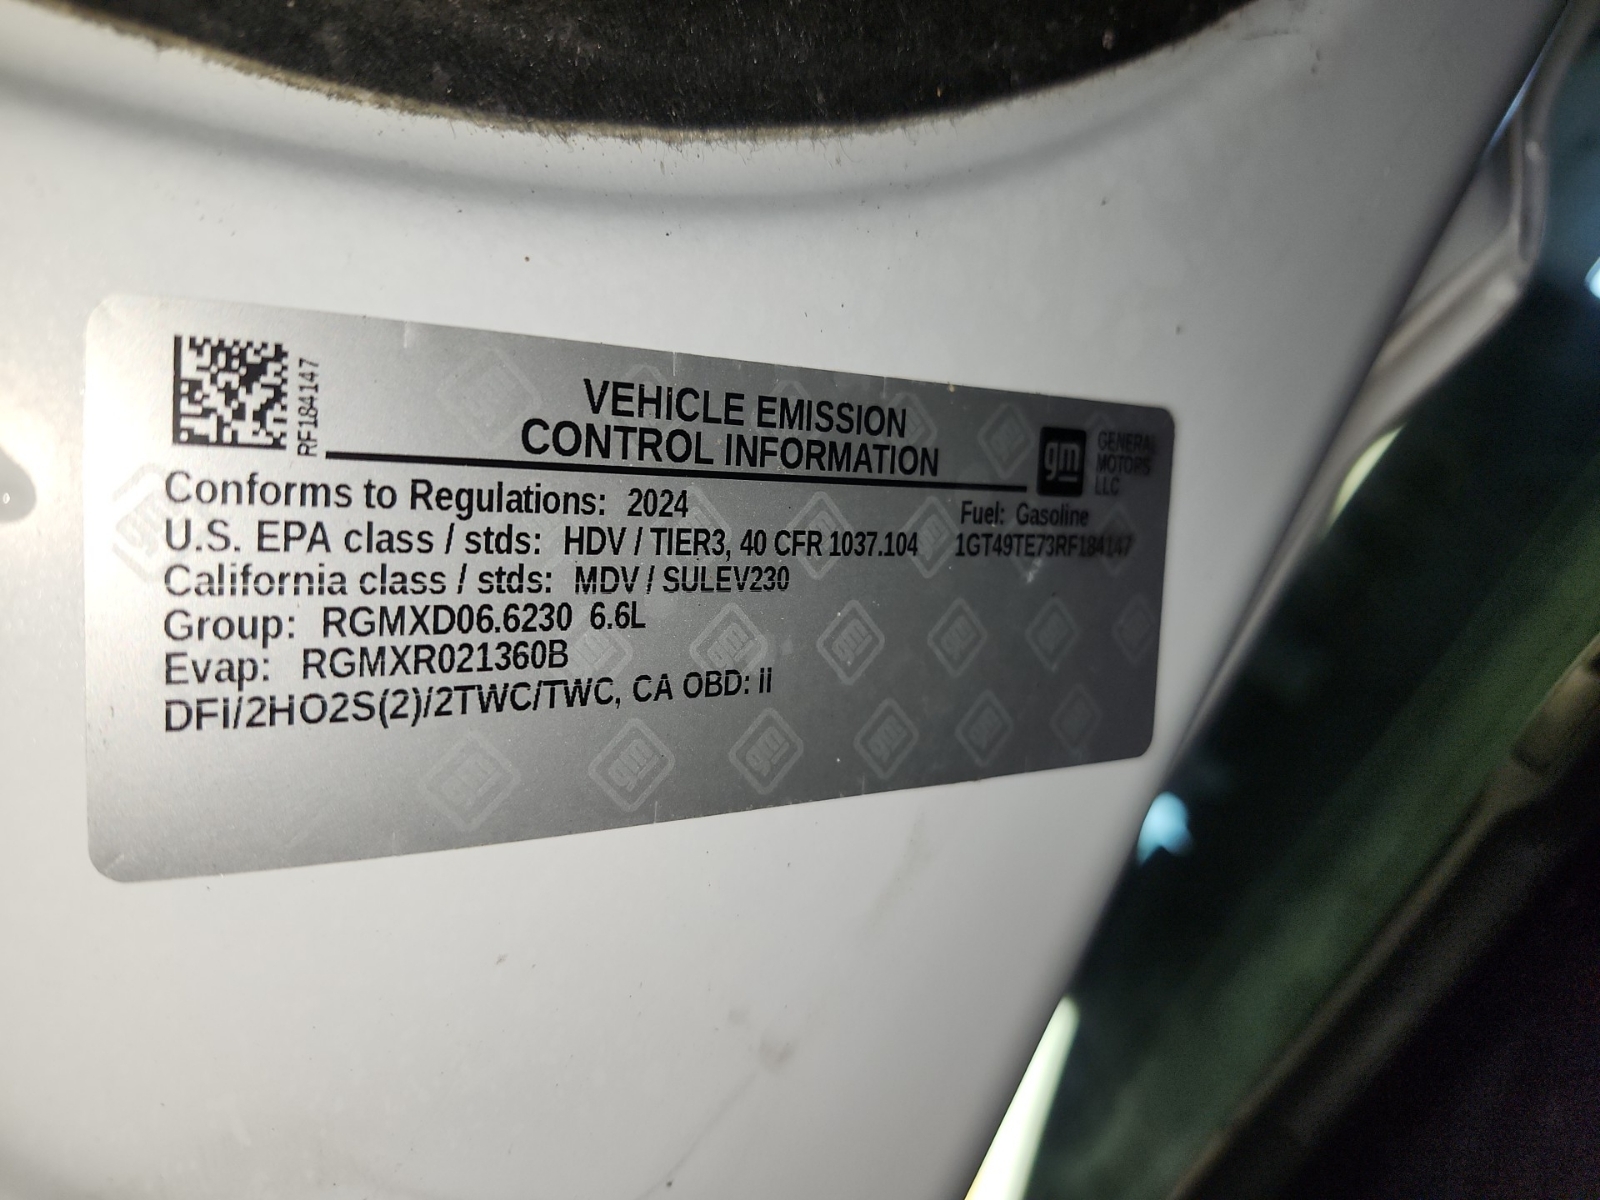 RF184147
VEHICLE EMISSION
CONTROL INFORMATION
gm
GENERAL
MOTORS
LLC
Conforms to Regulations: 2024
Fuel: Gasoline
U.S. EPA class / stds: HDV / TIER3, 40 CFR 1037.104 1GT49TE73RF184147
California class / stds: MDV / SULEV230
Group: RGMXD06.6230 6.6L
Evap: RGMXR021360B
DFI/2HO2S(2)/2TWC/TWC, CA OBD: II